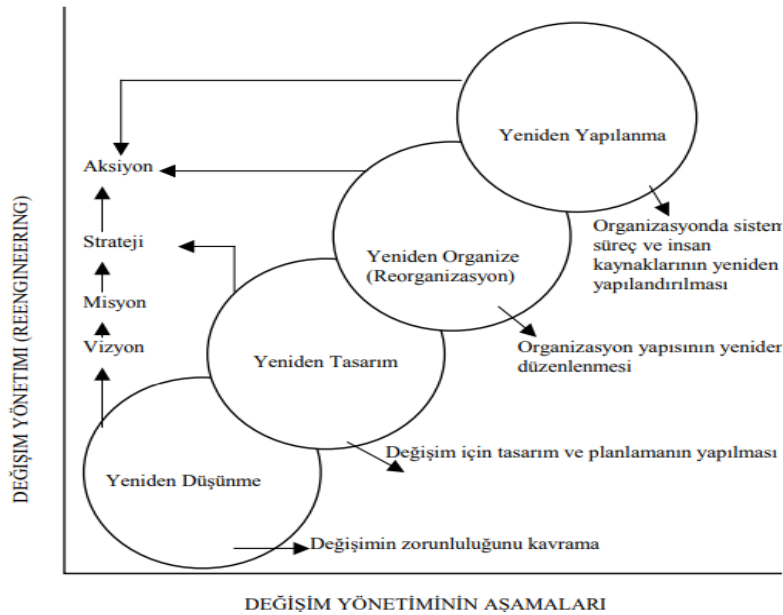 Yeniden Yapılanma
Aksiyon
Organizasyonda sistem
süreç ve insan
kaynaklarının yeniden
yapılandırılması
Strateji
Yeniden Organize
(Reorganizasyon)
Misyon
Vizyon
Organizasyon yapısının yeniden
düzenlenmesi
Yeniden Tasarım
Değişim için tasarım ve planlamanın yapılması
Yeniden Düşünme
Değişimin zorunluluğunu kavrama
DEĞİŞİM YÖNETIMI (REENGINEERING)
DEĞİŞİM YÖNETİMİNİN AŞAMALARI